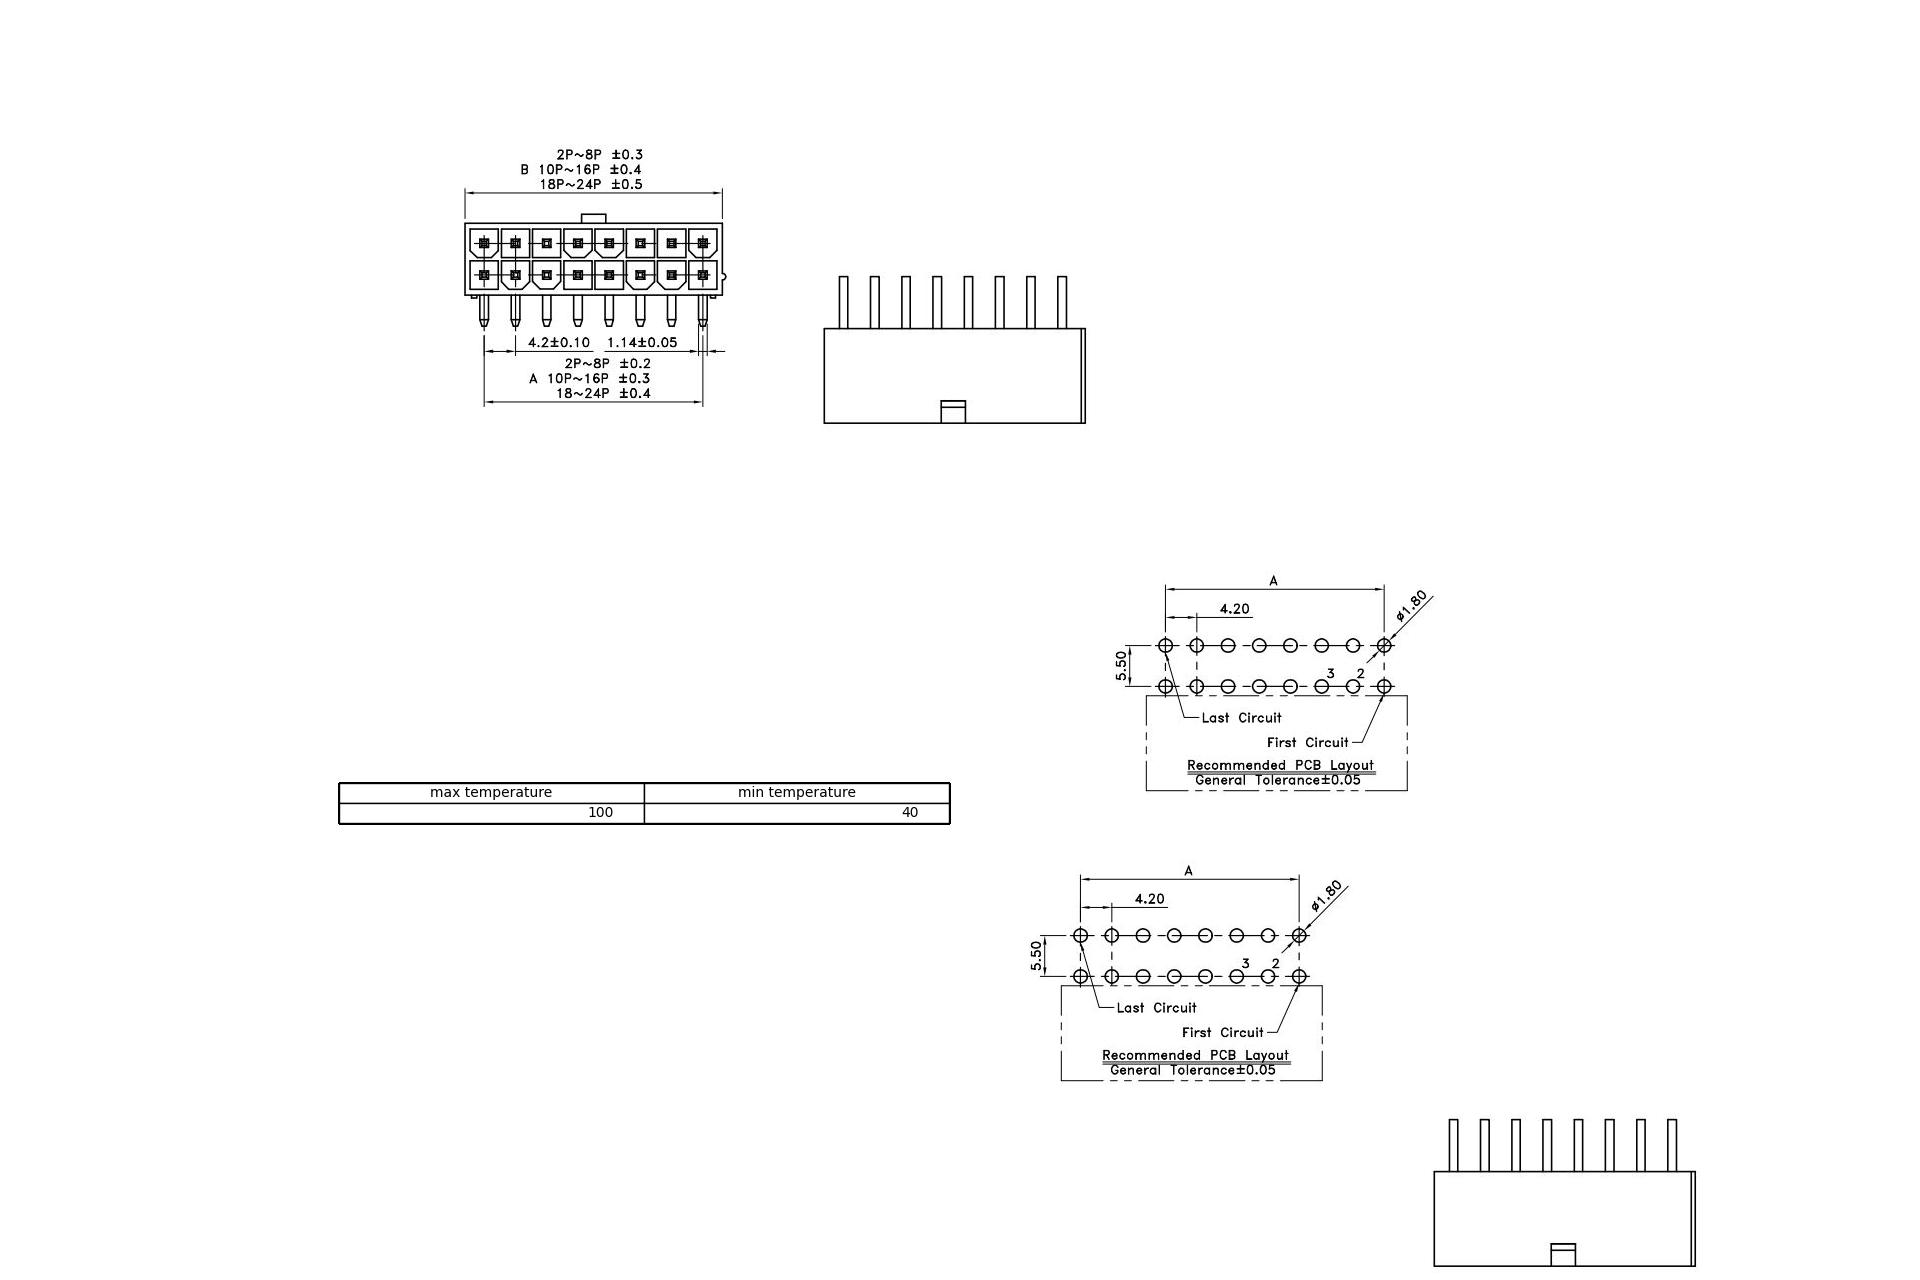 2P~8P ±0.3
B 10P~16P ±0.4
18P~24P ±0.5
4.2±0.10 1.14±0.05
2P~8P ±0.2
A 10P~16P ±0.3
18~24P ±0.4
A
4.20
ø1.80
5.50
3 2
Last Circuit
First Circuit
Recommended PCB Layout
General Tolerance±0.05
max temperature min temperature
100 40
A
4.20
ø1.80
5.50
3 2
Last Circuit
First Circuit
Recommended PCB Layout
General Tolerance±0.05